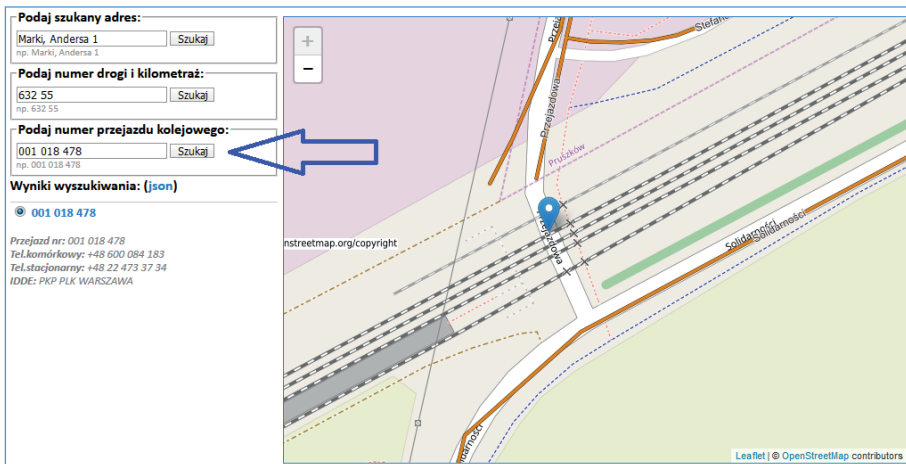 Podaj szukany adres:
Marki, Andersa 1
Szukaj
np. Marki, Andersa 1
Podaj numer drogi i kilometraż:
632 55
Szukaj
np. 632 55
Podaj numer przejazdu kolejowego:
001 018 478
Szukaj
np. 001 018 478
Wyniki wyszukiwania: (json)
001 018 478
Przejazd nr: 001 018 478
Tel.komórkowy: +48 600 084 183
Tel.stacjonarny: +48 22 473 37 34
IDDE: PKP PLK WARSZAWA
+
−
Przeja
Stefan
Przejazdowa
Pruszków
Przejazdowa
nstreetmap.org/copyright
Solidarności
Solidarności
idarności
Leaflet | © OpenStreetMap contributors